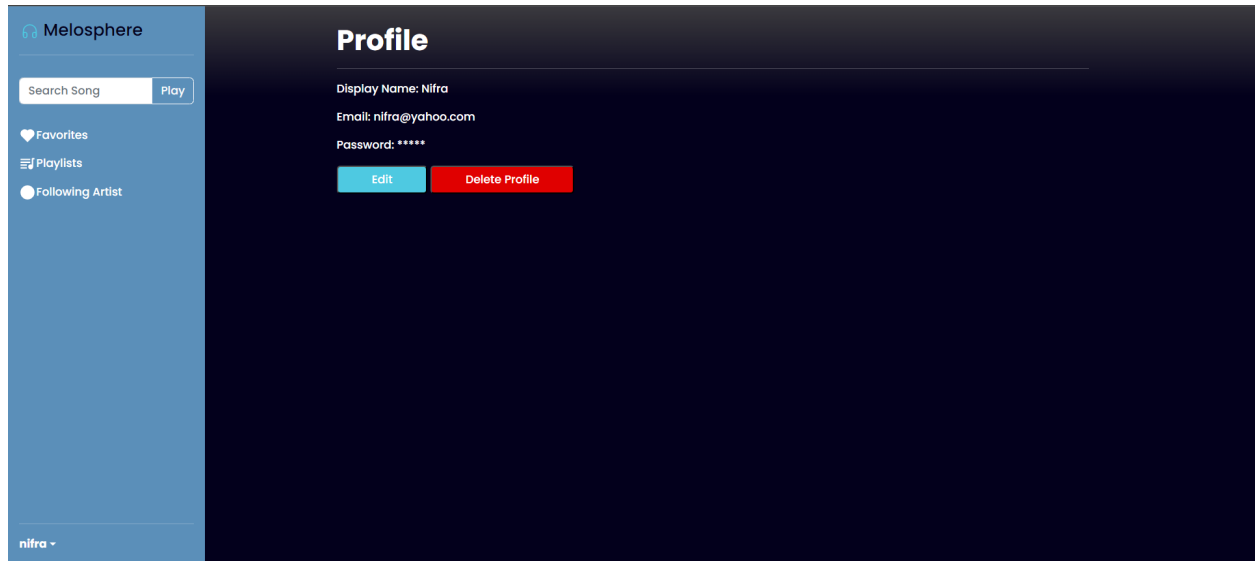 Melosphere
Search Song Play
Favorites
Playlists
Following Artist
nifra
Profile
Display Name: Nifra
Email: nifra@yahoo.com
Password: *****
Edit Delete Profile